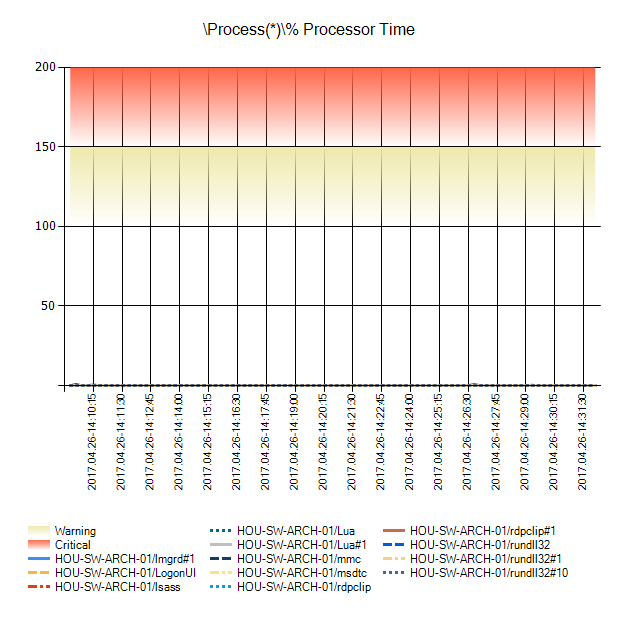 \Process(*)\% Processor Time
200
150
100
50
2017.04.26-14:10:15
2017.04.26-14:11:30
2017.04.26-14:12:45
2017.04.26-14:14:00
2017.04.26-14:15:15
2017.04.26-14:16:30
2017.04.26-14:17:45
2017.04.26-14:19:00
2017.04.26-14:20:15
2017.04.26-14:21:30
2017.04.26-14:22:45
2017.04.26-14:24:00
2017.04.26-14:25:15
2017.04.26-14:26:30
2017.04.26-14:27:45
2017.04.26-14:29:00
2017.04.26-14:30:15
2017.04.26-14:31:30
Warning
Critical
HOU-SW-ARCH-01/lmgrd#1
HOU-SW-ARCH-01/LogonUI
HOU-SW-ARCH-01/lsass
HOU-SW-ARCH-01/Lua
HOU-SW-ARCH-01/Lua#1
HOU-SW-ARCH-01/mmc
HOU-SW-ARCH-01/msdtc
HOU-SW-ARCH-01/rdpclip
HOU-SW-ARCH-01/rdpclip#1
HOU-SW-ARCH-01/rundll32
HOU-SW-ARCH-01/rundll32#1
HOU-SW-ARCH-01/rundll32#10